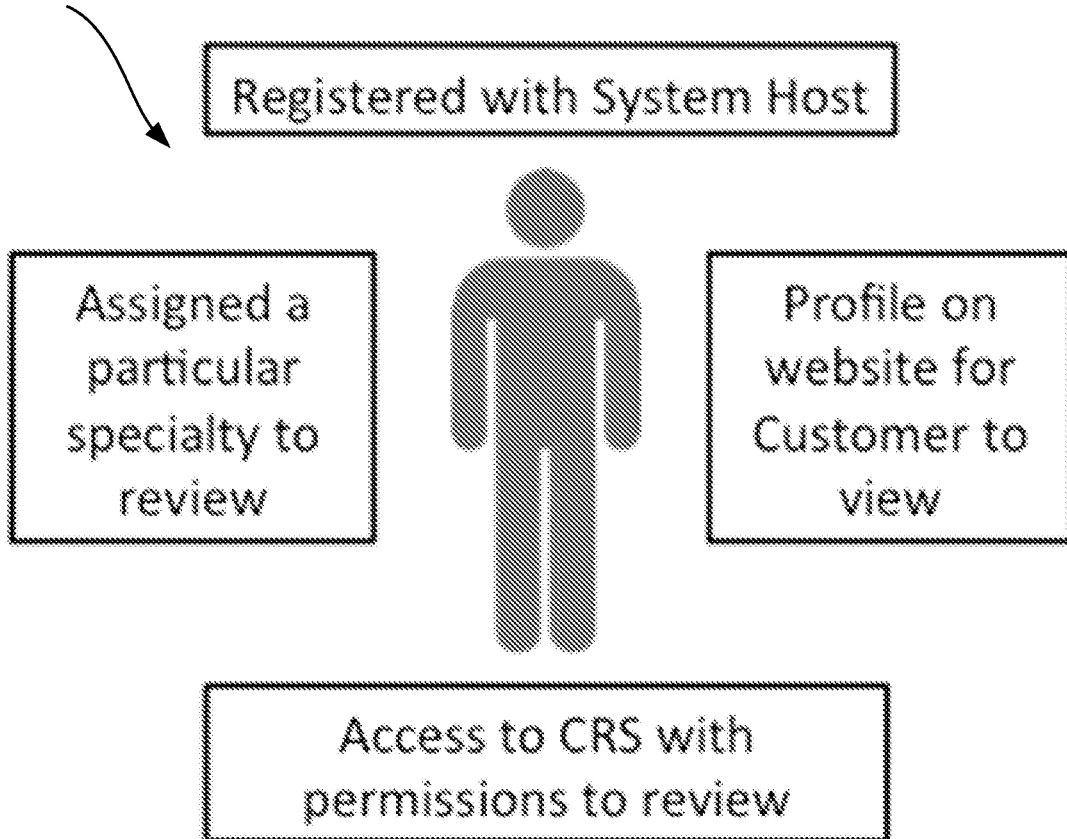 Registered with System Host
Assigned a
particular
specialty to
review
Profile on
website for
Customer to
view
Access to CRS with
permissions to review